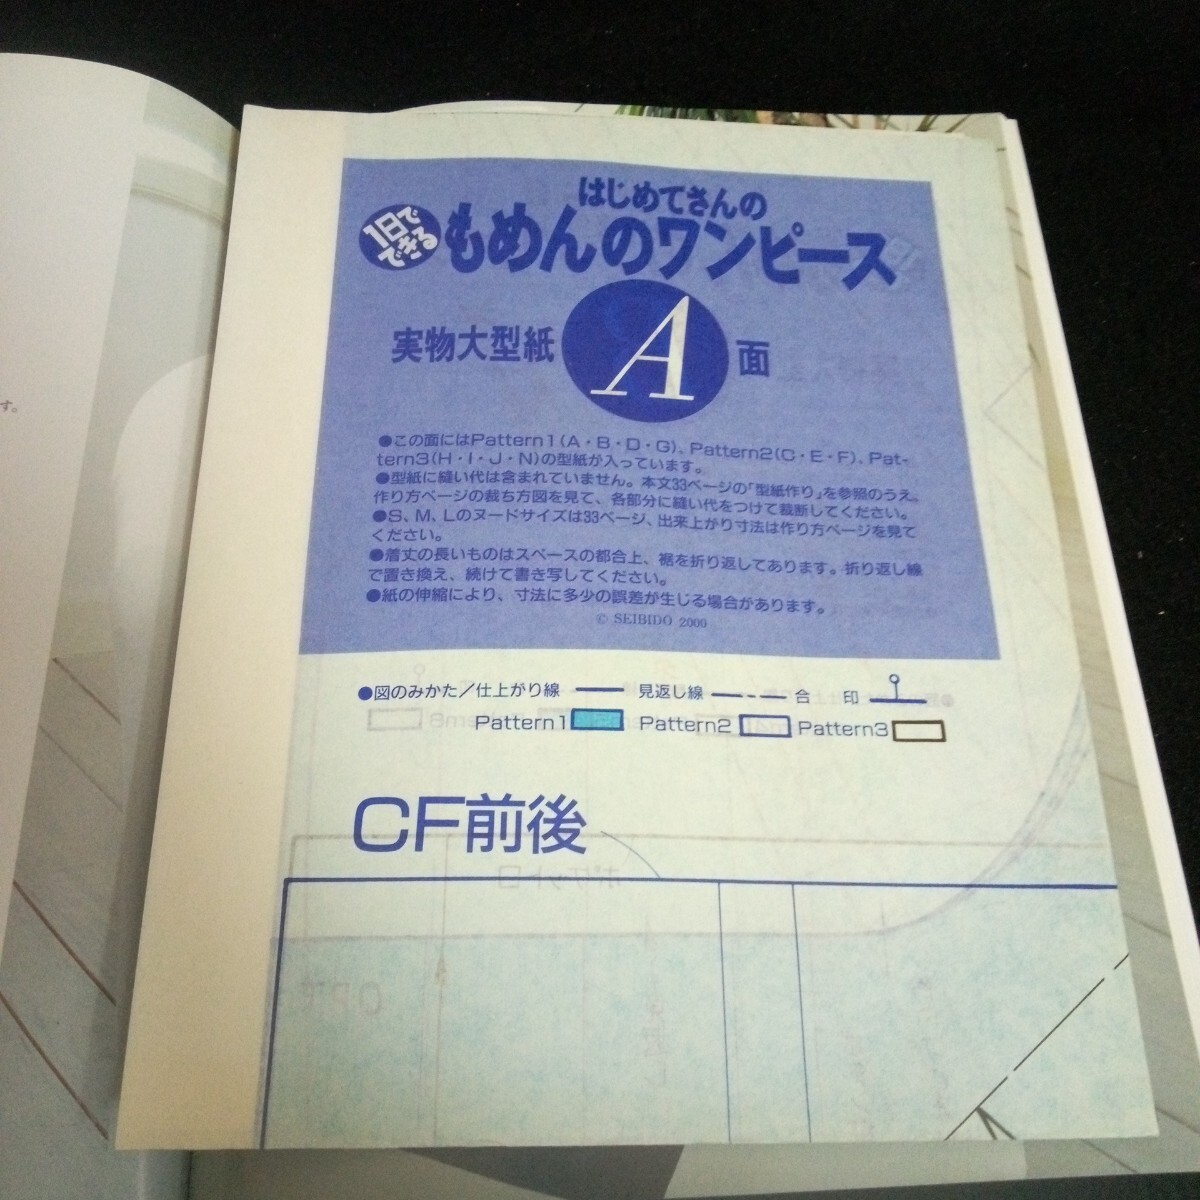 す。
はじめてさんの
1日で
できる
もめんのワンピース
実物大型紙 A 面
●この面にはPattern1(A・B・D・G)、Pattern2(C・E・F)、Pat-
tern3(H・I・J・N)の型紙が入っています。
●型紙に縫い代は含まれていません。本文33ページの「型紙作り」を参照のうえ、
作り方ページの裁ち方図を見て、各部分に縫い代をつけて裁断してください。
●S、M、Lのヌードサイズは33ページ、出来上がり寸法は作り方ページを見て
ください。
●着丈の長いものはスペースの都合上、裾を折り返してあります。折り返し線
で置き換え、続けて書き写してください。
●紙の伸縮により、寸法に多少の誤差が生じる場合があります。
© SEIBIDO 2000
●図のみかた／仕上がり線 見返し線 合 印
Pattern1 Pattern2 Pattern3
CF前後
ポケット口